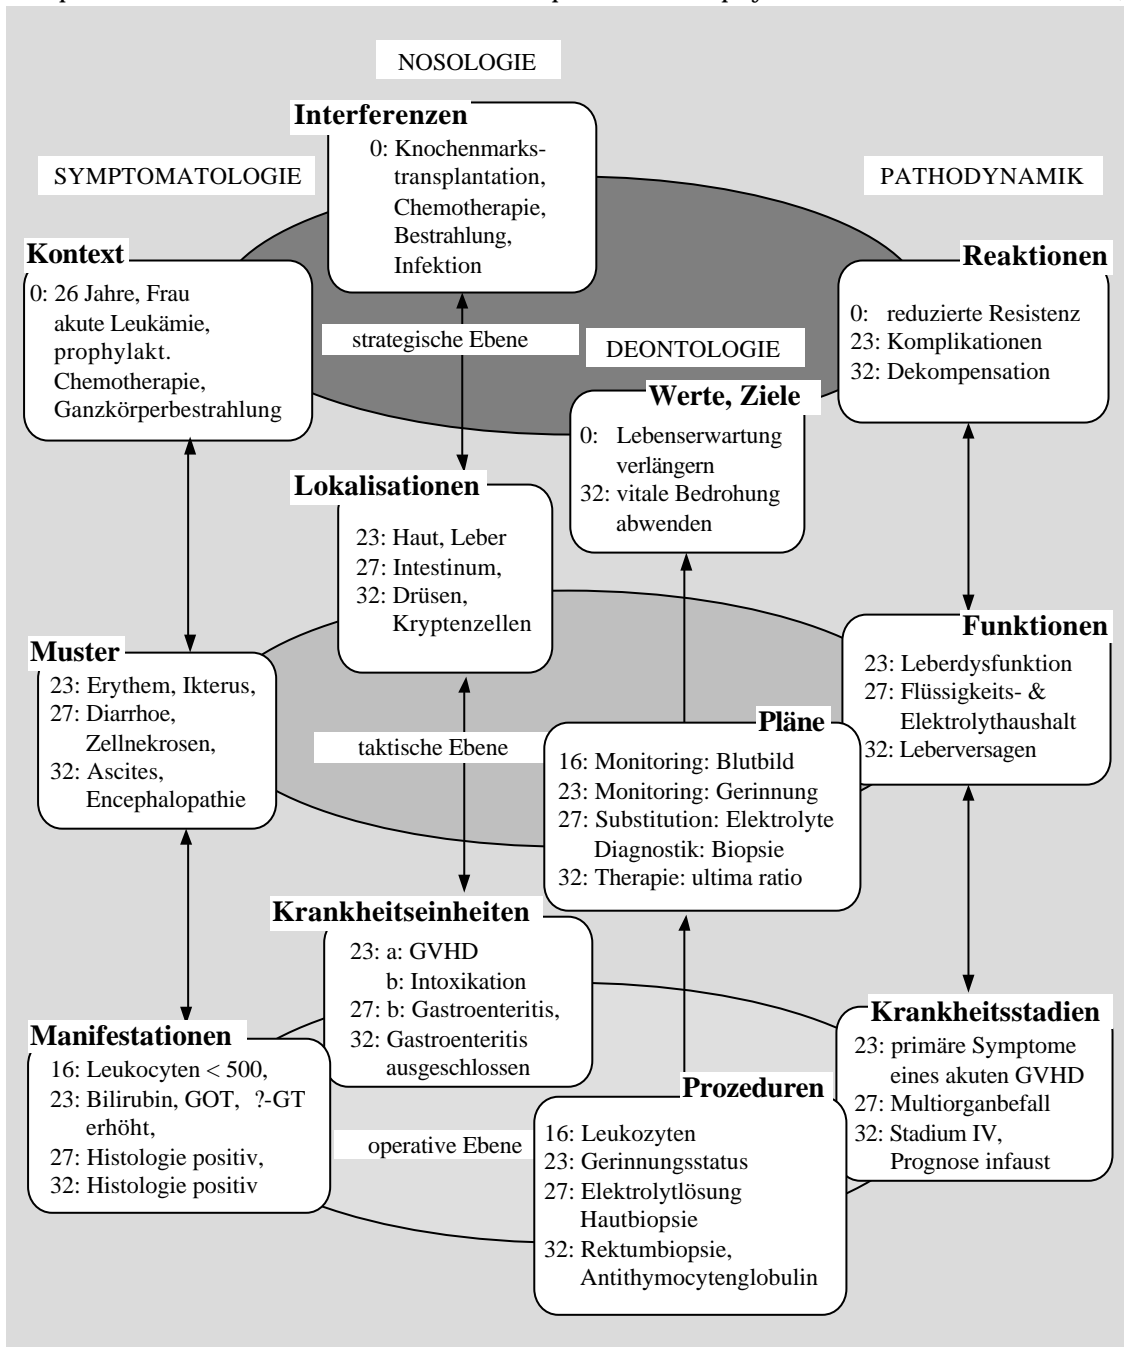 NOSOLOGIE
Interferenzen
0: Knochenmarks-
transplantation,
Chemotherapie,
Bestrahlung,
Infektion
SYMPTOMATOLOGIE
PATHODYNAMIK
Kontext
0: 26 Jahre, Frau
akute Leukämie,
prophylakt.
Chemotherapie,
Ganzkörperbestrahlung
Reaktionen
0: reduzierte Resistenz
23: Komplikationen
32: Dekompensation
strategische Ebene
DEONTOLOGIE
Werte, Ziele
0: Lebenserwartung
verlängern
32: vitale Bedrohung
abwenden
Lokalisationen
23: Haut, Leber
27: Intestinum,
32: Drüsen,
Kryptenzellen
Muster
23: Erythem, Ikterus,
27: Diarrhoe,
Zellnekrosen,
32: Ascites,
Encephalopathie
Funktionen
23: Leberdysfunktion
27: Flüssigkeits- &
Elektrolythaushalt
32: Leberversagen
taktische Ebene
Pläne
16: Monitoring: Blutbild
23: Monitoring: Gerinnung
27: Substitution: Elektrolyte
Diagnostik: Biopsie
32: Therapie: ultima ratio
Krankheitseinheiten
23: a: GVHD
b: Intoxikation
27: b: Gastroenteritis,
32: Gastroenteritis
ausgeschlossen
Manifestationen
16: Leukocyten < 500,
23: Bilirubin, GOT, ?-GT
erhöht,
27: Histologie positiv,
32: Histologie positiv
Krankheitsstadien
23: primäre Symptome
eines akuten GVHD
27: Multiorganbefall
32: Stadium IV,
Prognose infaust
operative Ebene
Prozeduren
16: Leukozyten
23: Gerinnungsstatus
27: Elektrolytlösung
Hautbiopsie
32: Rektumbiopsie,
Antithymocytenglobulin